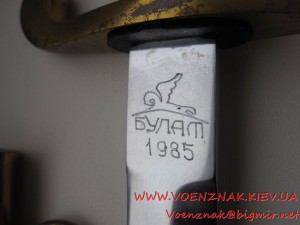 БУЛАТ
1985
WWW.VOENZNAK.KIEV.UA
Voenznak@bigmir.net